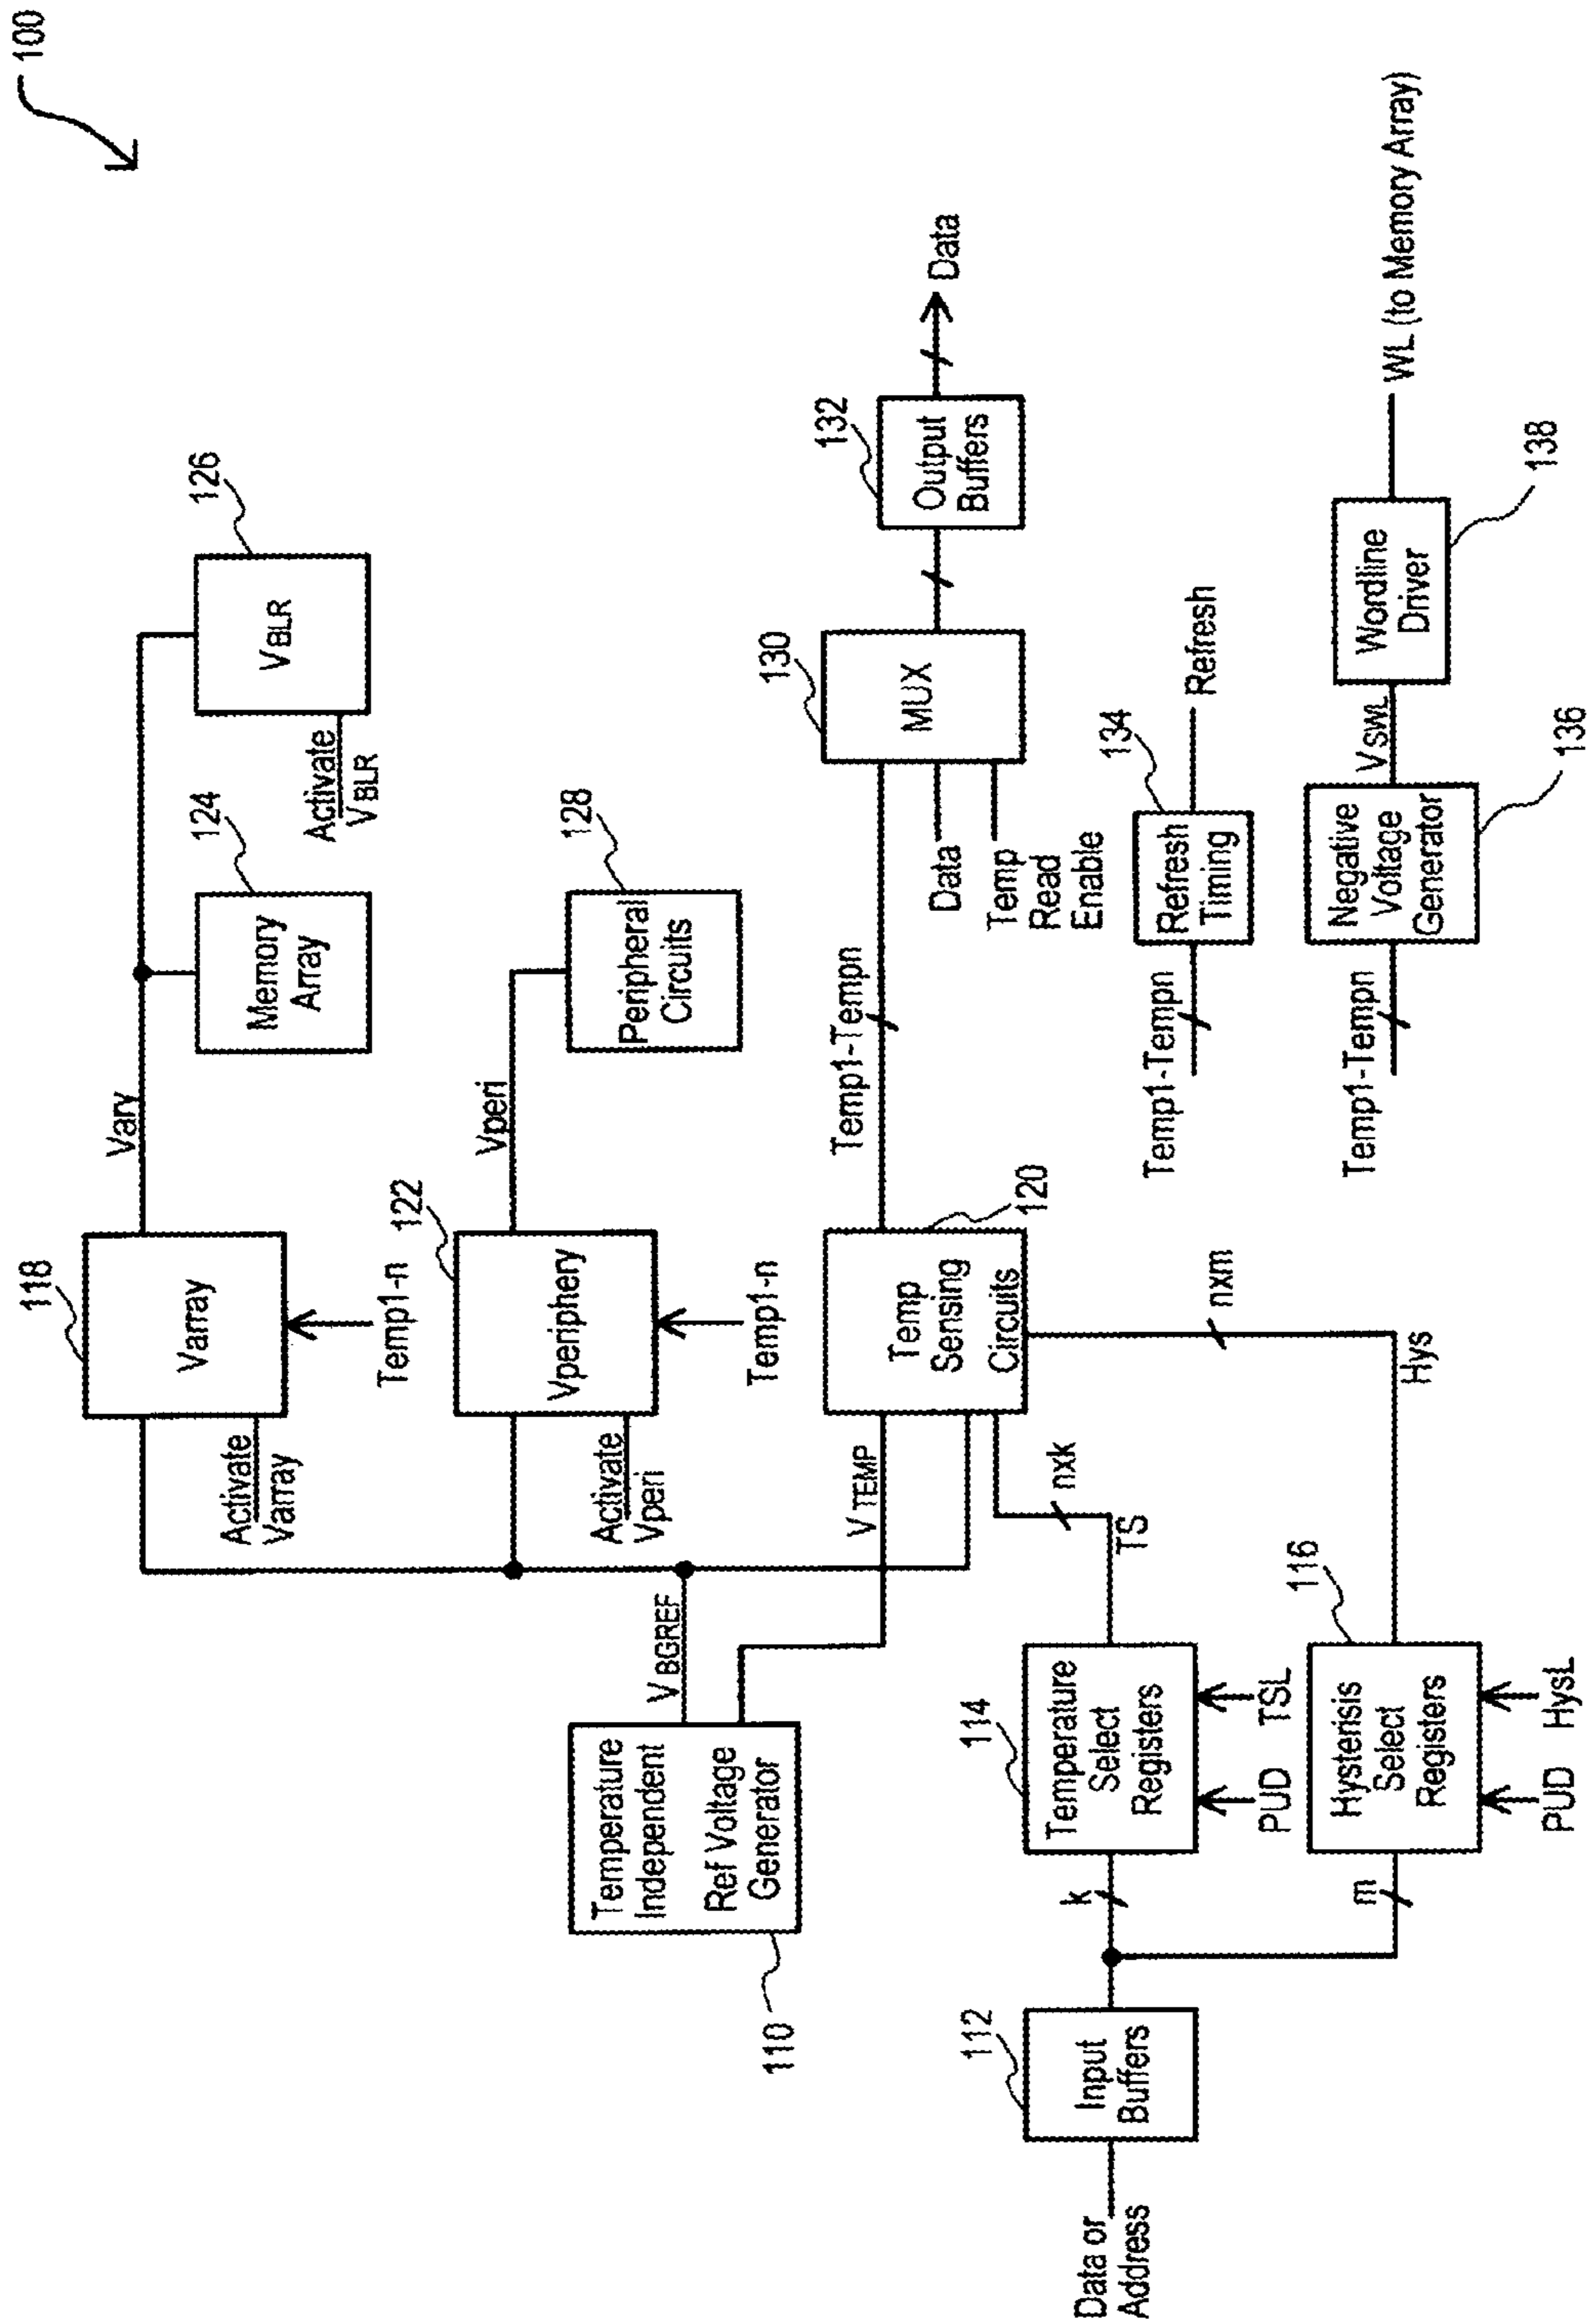 100
118
Varray
Activate
Varray
Temp1-n
Vary
124
Memory
Array
126
VBLR
Activate
VBLR
122
Vperiphery
Activate
Vperi
Temp1-n
Vperi
128
Peripheral
Circuits
110
Temperature
Independent
Ref Voltage
Generator
VBGREF
VTEMP
120
Temp
Sensing
Circuits
Temp1-Tempn
130
MUX
Data
Temp
Read
Enable
132
Output
Buffers
Data
Data or
Address
112
Input
Buffers
k
m
114
Temperature
Select
Registers
PUD
TSL
TS
nxk
116
Hysterisis
Select
Registers
PUD
HysL
Hys
nxm
Temp1-Tempn
134
Refresh
Timing
Refresh
Temp1-Tempn
136
Negative
Voltage
Generator
VSWL
138
Wordline
Driver
WL (to Memory Array)